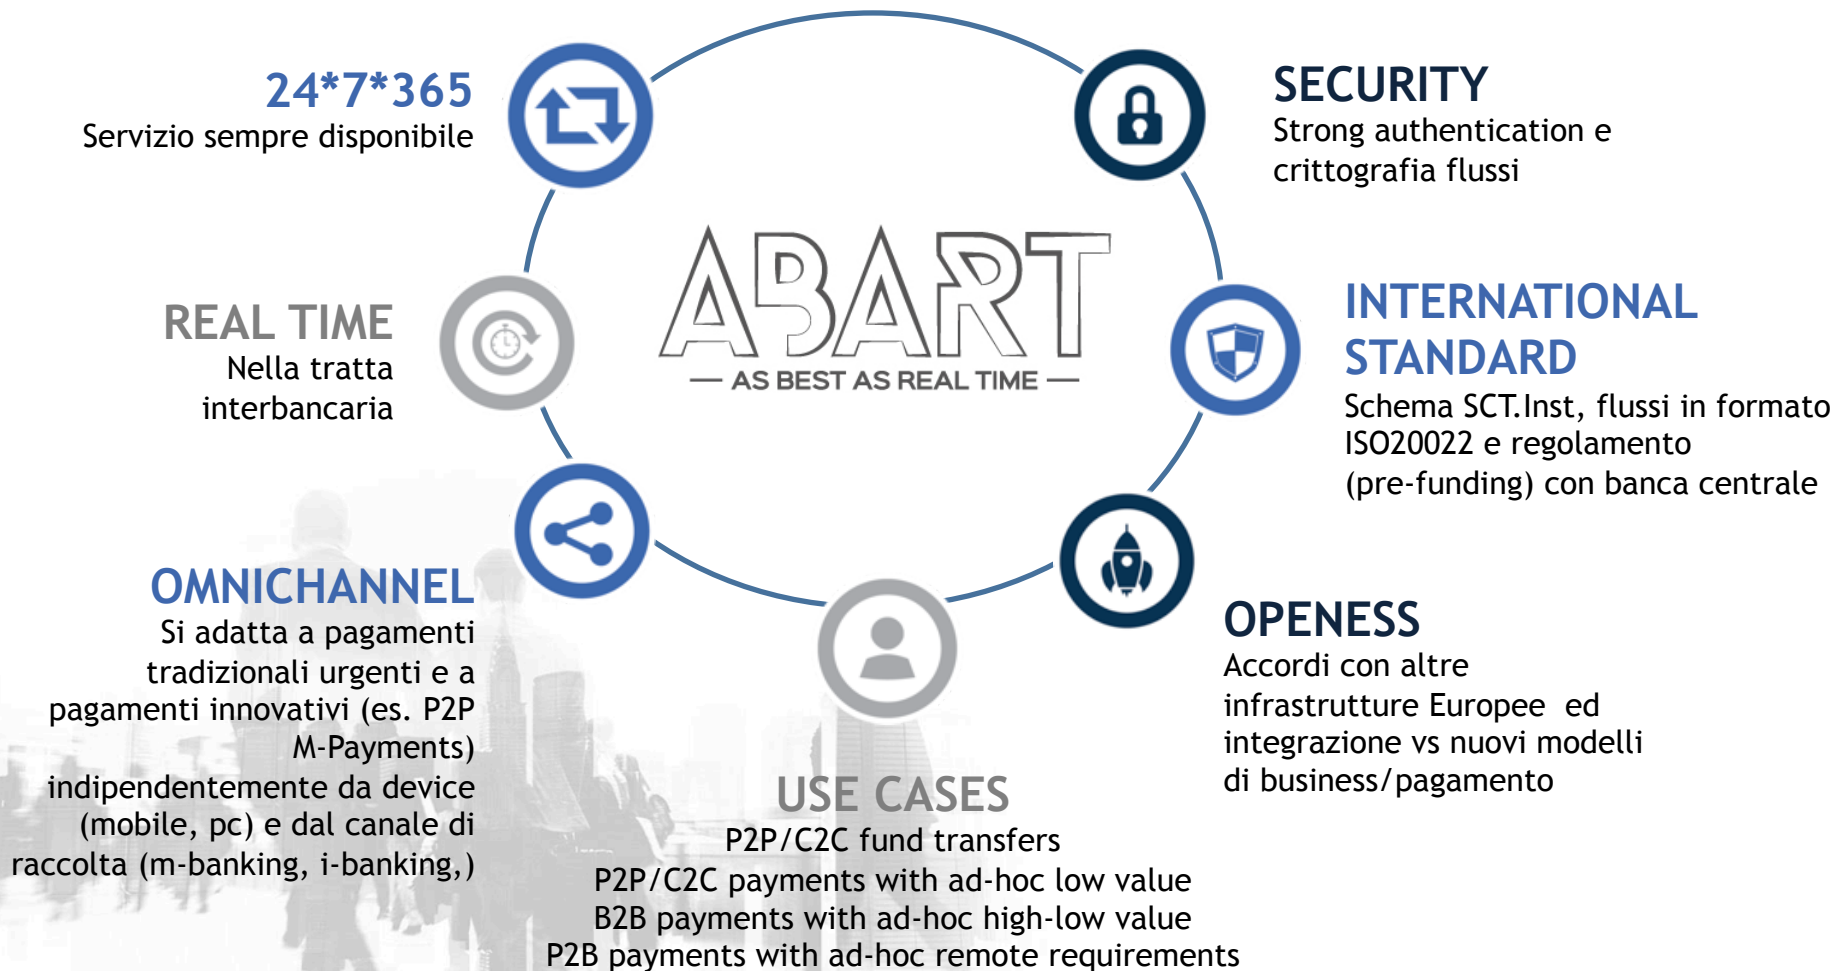 24*7*365
Servizio sempre disponibile
SECURITY
Strong authentication e
crittografia flussi
ABART
— AS BEST AS REAL TIME —
REAL TIME
Nella tratta
interbancaria
INTERNATIONAL
STANDARD
Schema SCT.Inst, flussi in formato
ISO20022 e regolamento
(pre-funding) con banca centrale
OMNICHANNEL
Si adatta a pagamenti
tradizionali urgenti e a
pagamenti innovativi (es. P2P
M-Payments)
indipendentemente da device
(mobile, pc) e dal canale di
raccolta (m-banking, i-banking,)
OPENESS
Accordi con altre
infrastrutture Europee  ed
integrazione vs nuovi modelli
di business/pagamento
USE CASES
P2P/C2C fund transfers
P2P/C2C payments with ad-hoc low value
B2B payments with ad-hoc high-low value
P2B payments with ad-hoc remote requirements